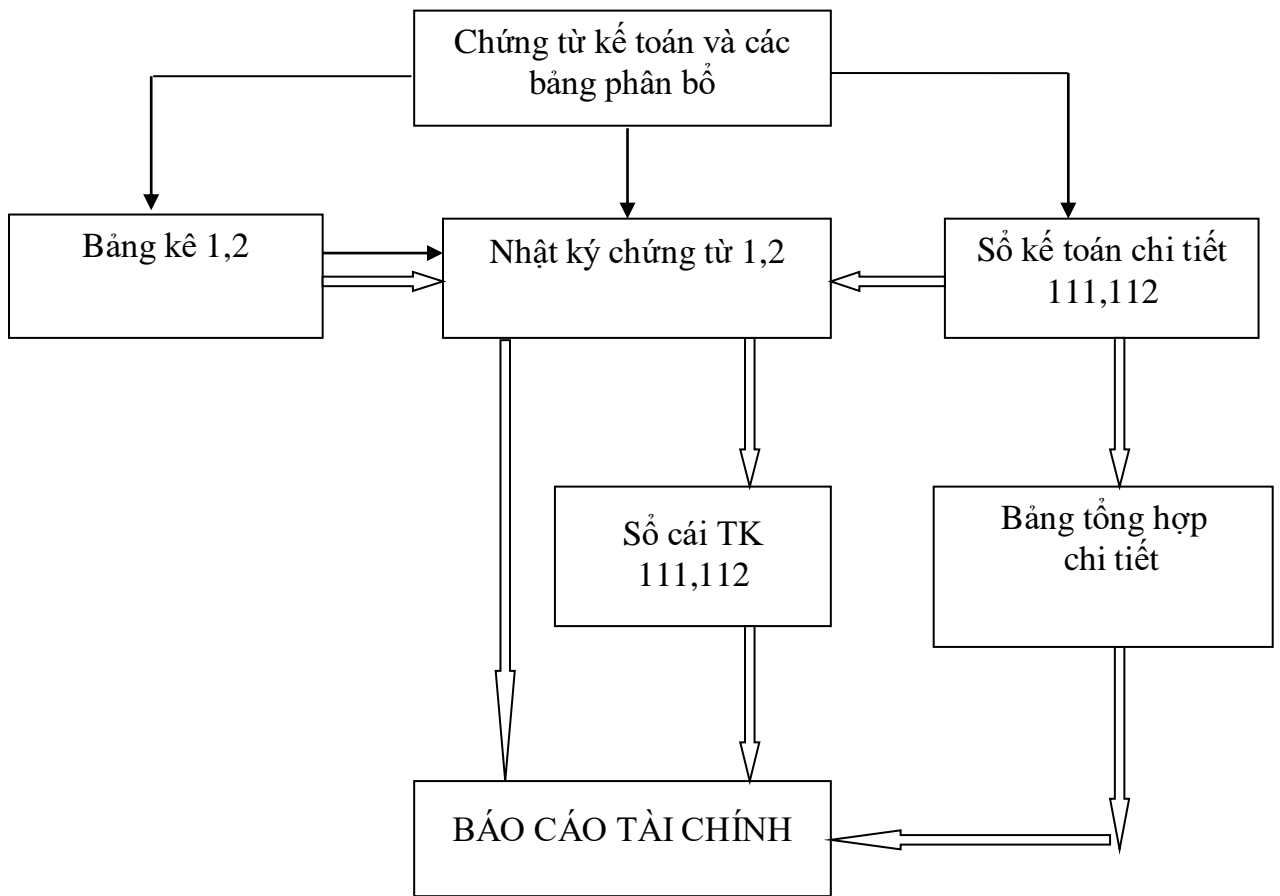 Chứng từ kế toán và các
bảng phân bổ
Bảng kê 1,2
Nhật ký chứng từ 1,2
Sổ kế toán chi tiết
111,112
Sổ cái TK
111,112
Bảng tổng hợp
chi tiết
BÁO CÁO TÀI CHÍNH